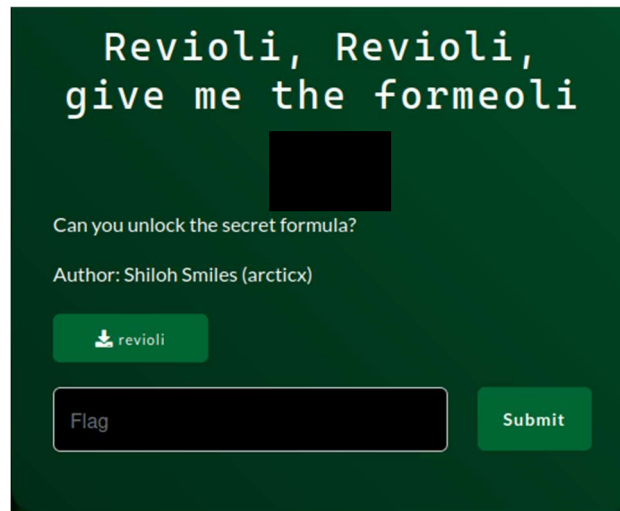 Revioli, Revioli,
give me the formeoli
Can you unlock the secret formula?
Author: Shiloh Smiles (arcticx)
revioli
Flag
Submit